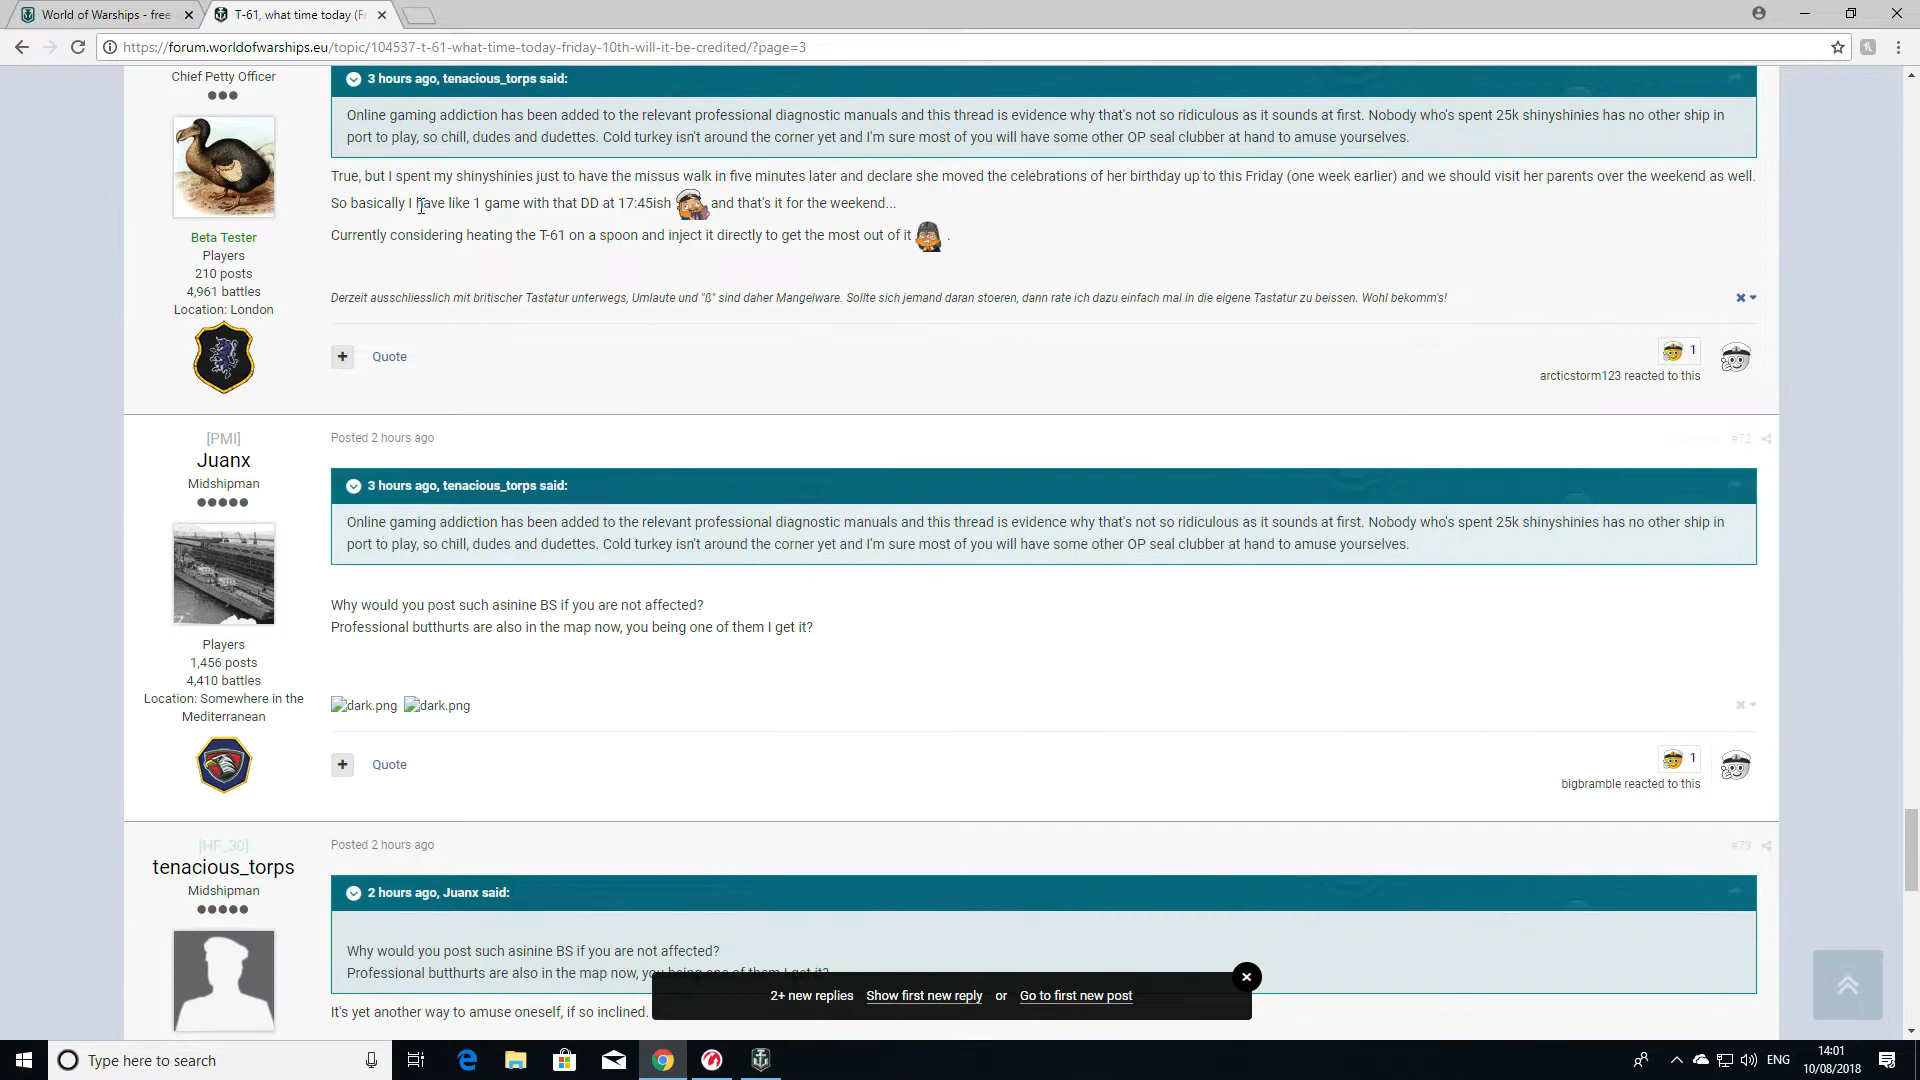 World of Warships - free
T-61, what time today (Fr
https://forum.worldofwarships.eu/topic/104537-t-61-what-time-today-friday-10th-will-it-be-credited/?page=3
Chief Petty Officer
Beta Tester
Players
210 posts
4,961 battles
Location: London
3 hours ago, tenacious_torps said:
Online gaming addiction has been added to the relevant professional diagnostic manuals and this thread is evidence why that's not so ridiculous as it sounds at first. Nobody who's spent 25k shinyshinies has no other ship in
port to play, so chill, dudes and dudettes. Cold turkey isn't around the corner yet and I'm sure most of you will have some other OP seal clubber at hand to amuse yourselves.
True, but I spent my shinyshinies just to have the missus walk in five minutes later and declare she moved the celebrations of her birthday up to this Friday (one week earlier) and we should visit her parents over the weekend as well.
So basically I have like 1 game with that DD at 17:45ish and that's it for the weekend...
Currently considering heating the T-61 on a spoon and inject it directly to get the most out of it .
Derzeit ausschliesslich mit britischer Tastatur unterwegs, Umlaute und "ß" sind daher Mangelware. Sollte sich jemand daran stoeren, dann rate ich dazu einfach mal in die eigene Tastatur zu beissen. Wohl bekomm's!
+ Quote
1
arcticstorm123 reacted to this
[PMI]
Juanx
Midshipman
Players
1,456 posts
4,410 battles
Location: Somewhere in the
Mediterranean
Posted 2 hours ago
#72
3 hours ago, tenacious_torps said:
Online gaming addiction has been added to the relevant professional diagnostic manuals and this thread is evidence why that's not so ridiculous as it sounds at first. Nobody who's spent 25k shinyshinies has no other ship in
port to play, so chill, dudes and dudettes. Cold turkey isn't around the corner yet and I'm sure most of you will have some other OP seal clubber at hand to amuse yourselves.
Why would you post such asinine BS if you are not affected?
Professional butthurts are also in the map now, you being one of them I get it?
dark.png dark.png
+ Quote
1
bigbramble reacted to this
[HF_30]
tenacious_torps
Midshipman
Posted 2 hours ago
#73
2 hours ago, Juanx said:
Why would you post such asinine BS if you are not affected?
Professional butthurts are also in the map now, you being one of them I get it?
It's yet another way to amuse oneself, if so inclined.
2+ new replies Show first new reply or Go to first new post
Type here to search
ENG
14:01
10/08/2018